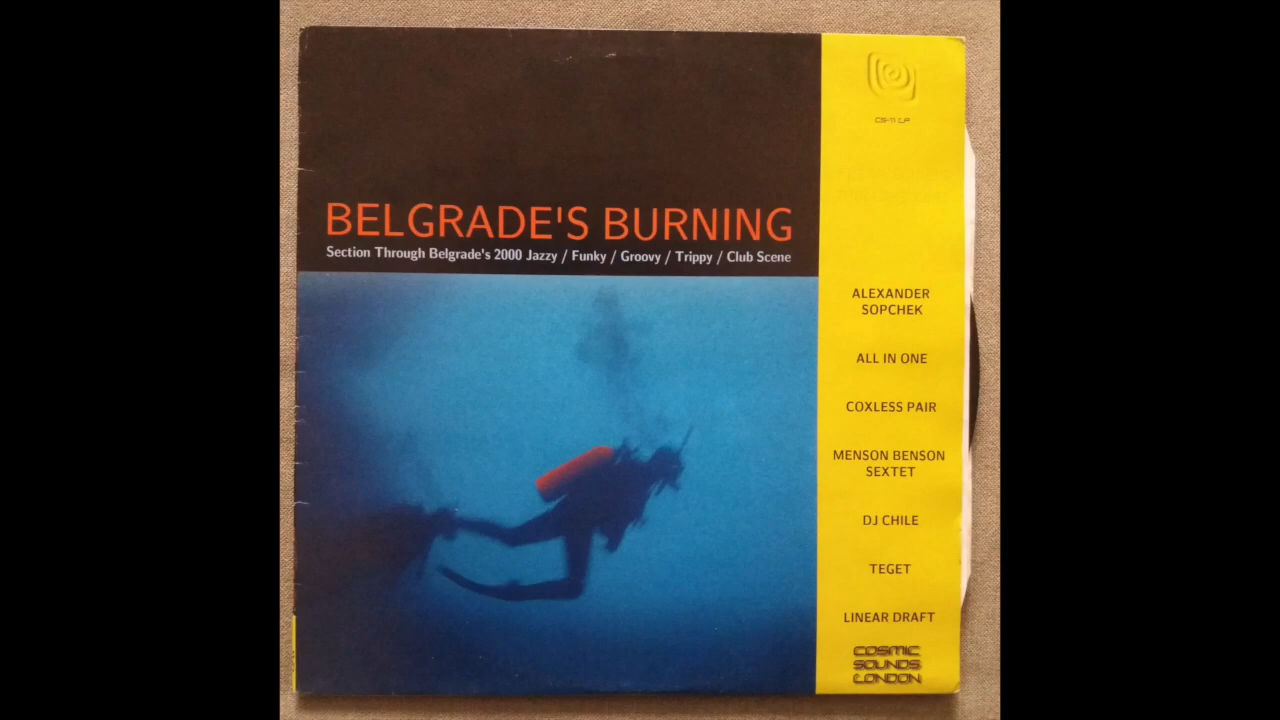 CS-11 LP
BELGRADE'S BURNING
Section Through Belgrade's 2000 Jazzy / Funky / Groovy / Trippy / Club Scene
ALEXANDER
SOPCHEK
ALL IN ONE
COXLESS PAIR
MENSON BENSON
SEXTET
DJ CHILE
TEGET
LINEAR DRAFT
COSMIC
SOUNDS
LONDON